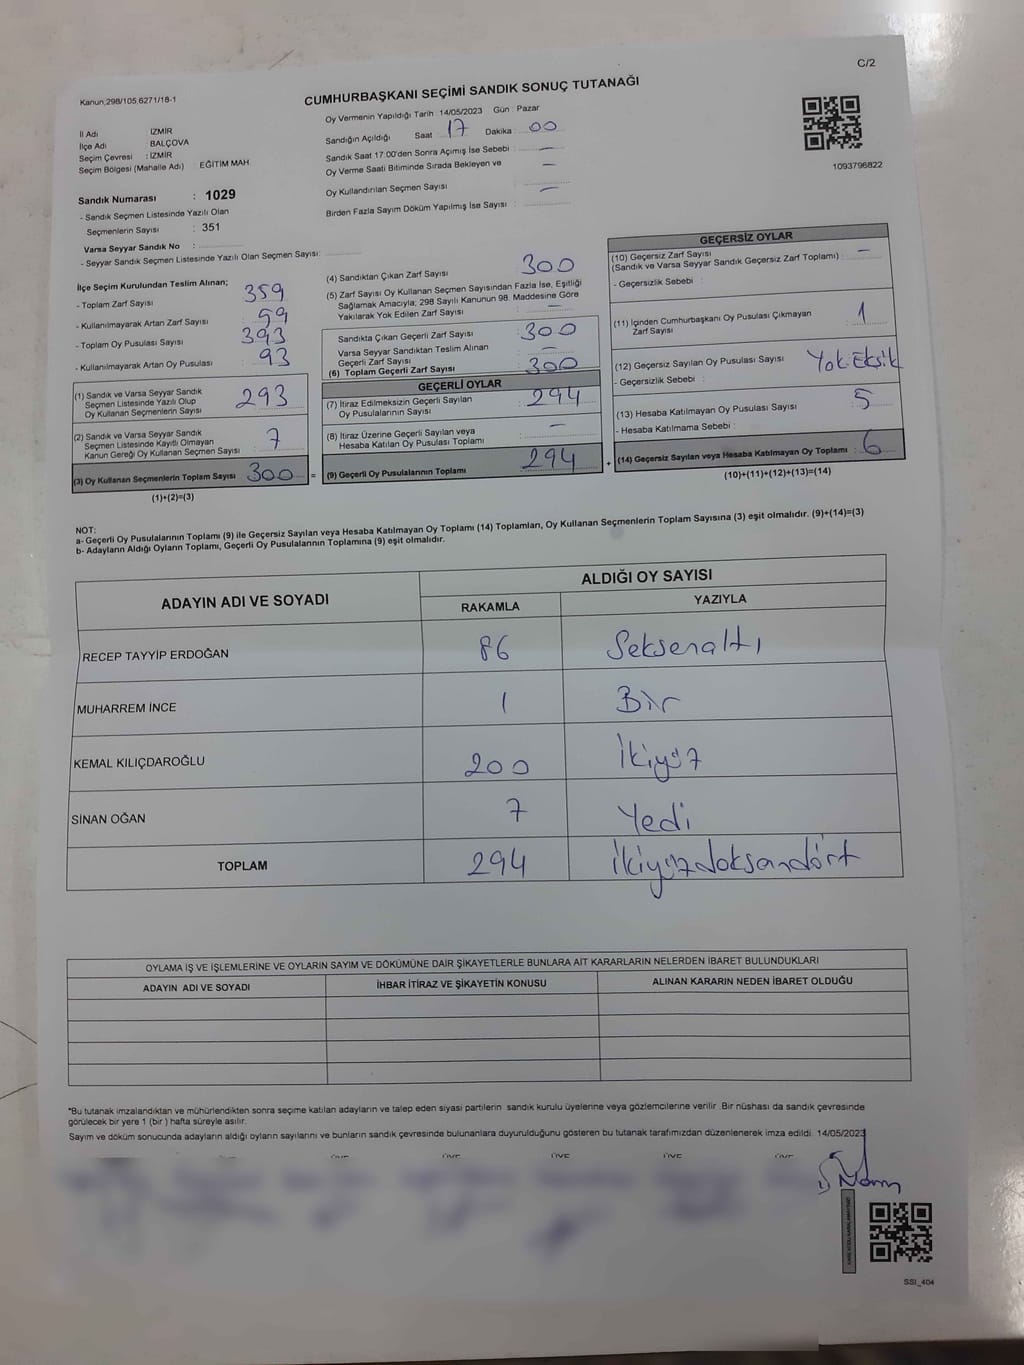 C/2
Kanun,298/105,6271/18-1
CUMHURBAŞKANI SEÇİMİ SANDIK SONUÇ TUTANAĞI
Oy Vermenin Yapıldığı Tarih : 14/05/2023 Gün : Pazar
İl Adı : İZMİR
İlçe Adı : BALÇOVA
Seçim Çevresi : İZMİR
Seçim Bölgesi (Mahalle Adı) : EĞİTİM MAH.
Sandığın Açıldığı Saat : 17 Dakika : 00
Sandık Saat 17:00'den Sonra Açımış İse Sebebi : —
Oy Verme Saati Bitiminde Sırada Bekleyen ve —
Oy Kullandırılan Seçmen Sayısı : —
Birden Fazla Sayım Döküm Yapılmış İse Sayısı :
1093796822
Sandık Numarası : 1029
- Sandık Seçmen Listesinde Yazılı Olan
Seçmenlerin Sayısı : 351
Varsa Seyyar Sandık No :
- Seyyar Sandık Seçmen Listesinde Yazılı Olan Seçmen Sayısı:
İlçe Seçim Kurulundan Teslim Alınan;
- Toplam Zarf Sayısı : 359
- Kullanılmayarak Artan Zarf Sayısı : 59
- Toplam Oy Pusulası Sayısı : 393
- Kullanılmayarak Artan Oy Pusulası : 93
(1) Sandık ve Varsa Seyyar Sandık
Seçmen Listesinde Yazılı Olup
Oy Kullanan Seçmenlerin Sayısı : 293
(2) Sandık ve Varsa Seyyar Sandık
Seçmen Listesinde Kayıtlı Olmayan
Kanun Gereği Oy Kullanan Seçmen Sayısı : 7
(3) Oy Kullanan Seçmenlerin Toplam Sayısı : 300 =
(1)+(2)=(3)
(4) Sandıktan Çıkan Zarf Sayısı : 300
(5) Zarf Sayısı Oy Kullanan Seçmen Sayısından Fazla İse, Eşitliği
Sağlamak Amacıyla; 298 Sayılı Kanunun 98. Maddesine Göre
Yakılarak Yok Edilen Zarf Sayısı : —
Sandıkta Çıkan Geçerli Zarf Sayısı : 300
Varsa Seyyar Sandıktan Teslim Alınan
Geçerli Zarf Sayısı : —
(6) Toplam Geçerli Zarf Sayısı : 300
GEÇERLİ OYLAR
(7) İtiraz Edilmeksizin Geçerli Sayılan
Oy Pusulalarının Sayısı : 294
(8) İtiraz Üzerine Geçerli Sayılan veya
Hesaba Katılan Oy Pusulası Toplamı : —
(9) Geçerli Oy Pusulalarının Toplamı : 294 +
GEÇERSİZ OYLAR
(10) Geçersiz Zarf Sayısı
(Sandık ve Varsa Seyyar Sandık Geçersiz Zarf Toplamı) : —
- Geçersizlik Sebebi :
(11) İçinden Cumhurbaşkanı Oy Pusulası Çıkmayan
Zarf Sayısı : 1
(12) Geçersiz Sayılan Oy Pusulası Sayısı : Yok-Eksik
- Geçersizlik Sebebi :
(13) Hesaba Katılmayan Oy Pusulası Sayısı : 5
- Hesaba Katılmama Sebebi :
(14) Geçersiz Sayılan veya Hesaba Katılmayan Oy Toplamı : 6
(10)+(11)+(12)+(13)=(14)
NOT:
a- Geçerli Oy Pusulalarının Toplamı (9) ile Geçersiz Sayılan veya Hesaba Katılmayan Oy Toplamı (14) Toplamları, Oy Kullanan Seçmenlerin Toplam Sayısına (3) eşit olmalıdır. (9)+(14)=(3)
b- Adayların Aldığı Oyların Toplamı, Geçerli Oy Pusulalarının Toplamına (9) eşit olmalıdır.
ADAYIN ADI VE SOYADI ALDIĞI OY SAYISI
RAKAMLA YAZIYLA
RECEP TAYYİP ERDOĞAN 86 Seksenaltı
MUHARREM İNCE 1 Bir
KEMAL KILIÇDAROĞLU 200 İkiyüz
SİNAN OĞAN 7 Yedi
TOPLAM 294 İkiyüzdoksandört
OYLAMA İŞ VE İŞLEMLERİNE VE OYLARIN SAYIM VE DÖKÜMÜNE DAİR ŞİKAYETLERLE BUNLARA AİT KARARLARIN NELERDEN İBARET BULUNDUKLARI
ADAYIN ADI VE SOYADI İHBAR İTİRAZ VE ŞİKAYETİN KONUSU ALINAN KARARIN NEDEN İBARET OLDUĞU
*Bu tutanak imzalandıktan ve mühürlendikten sonra seçime katılan adayların ve talep eden siyasi partilerin sandık kurulu üyelerine veya gözlemcilerine verilir. Bir nüshası da sandık çevresinde
görülecek bir yere 1 (bir) hafta süreyle asılır.
Sayım ve döküm sonucunda adayların aldığı oyların sayılarını ve bunların sandık çevresinde bulunanlara duyurulduğunu gösteren bu tutanak tarafımızdan düzenlenerek imza edildi. 14/05/2023
SSI_404